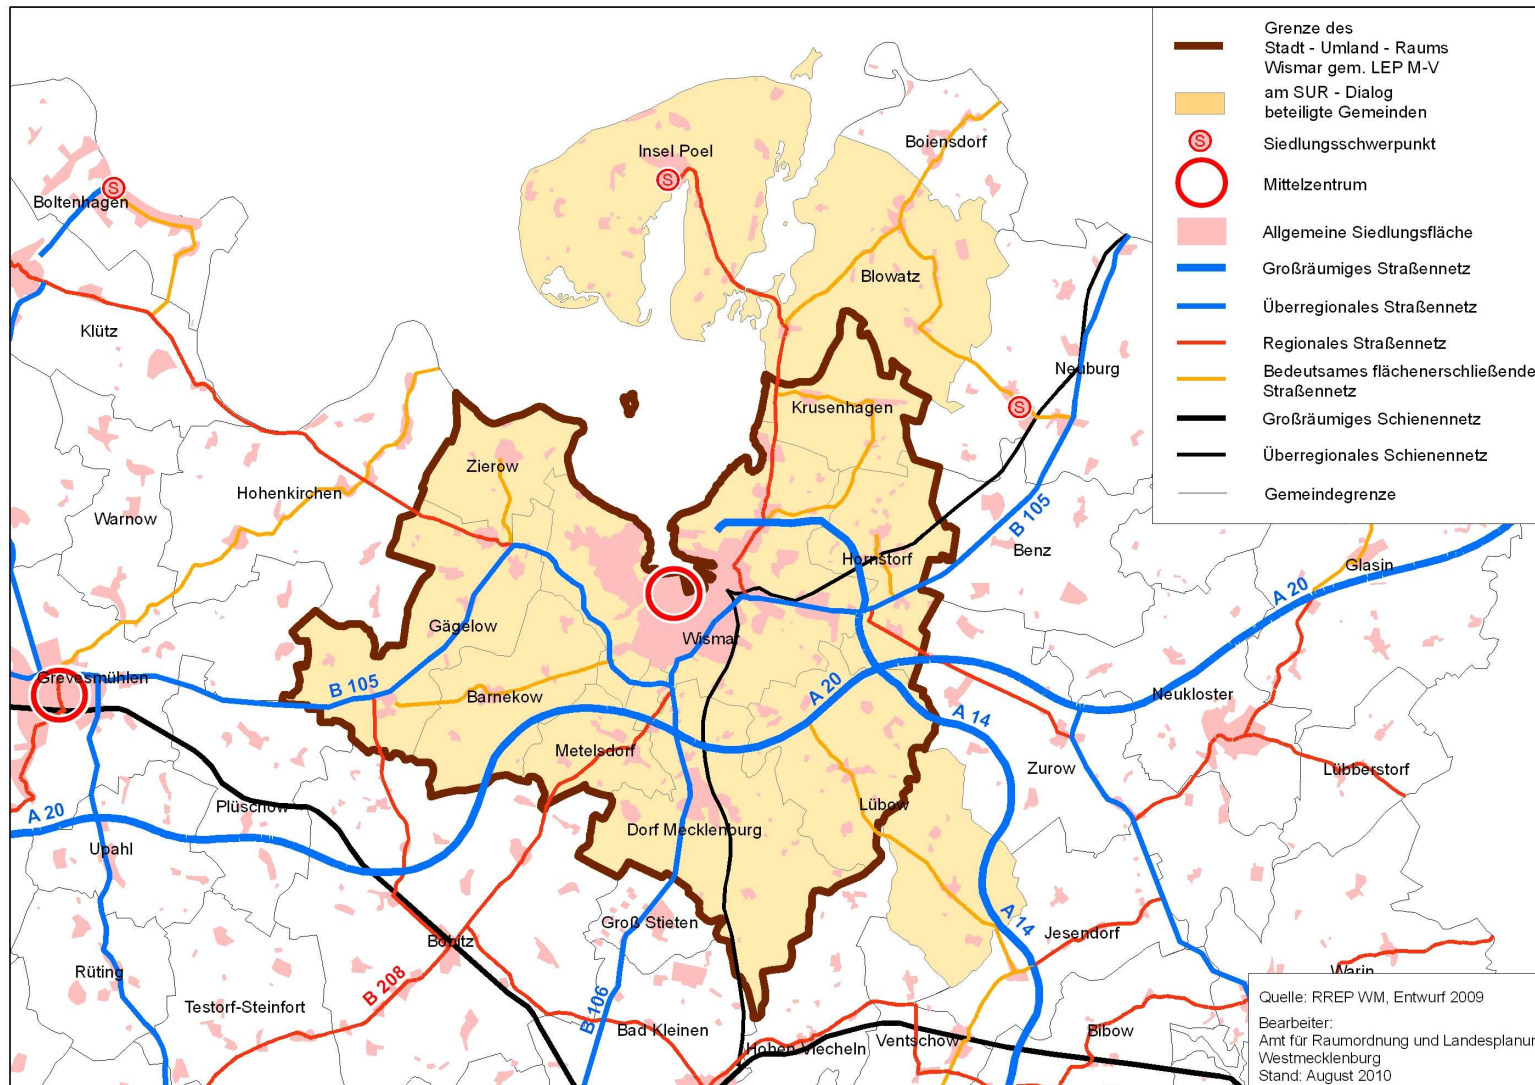 Grenze des
Stadt - Umland - Raums
Wismar gem. LEP M-V
am SUR - Dialog
beteiligte Gemeinden
S
Siedlungsschwerpunkt
Mittelzentrum
Allgemeine Siedlungsfläche
Großräumiges Straßennetz
Überregionales Straßennetz
Regionales Straßennetz
Bedeutsames flächenerschließende
Straßennetz
Großräumiges Schienennetz
Überregionales Schienennetz
Gemeindegrenze
Insel Poel
S
Boiensdorf
S
Boltenhagen
Blowatz
Klütz
Neuburg
S
Krusenhagen
Zierow
Hohenkirchen
Warnow
B 105
Benz
Hornstorf
Glasin
A 20
Gägelow
Wismar
Grevesmühlen
B 105
Barnekow
A 20
Neukloster
A 14
Metelsdorf
Zurow
Lübberstorf
Plüschow
A 20
Lübow
Dorf Mecklenburg
Upahl
Groß Stieten
A 14
Jesendorf
Bobitz
Rüting
B 208
Warin
Testorf-Steinfort
B 106
Bad Kleinen
Hohen Viecheln
Ventschow
Bibow
Quelle: RREP WM, Entwurf 2009
Bearbeiter:
Amt für Raumordnung und Landesplanun
Westmecklenburg
Stand: August 2010